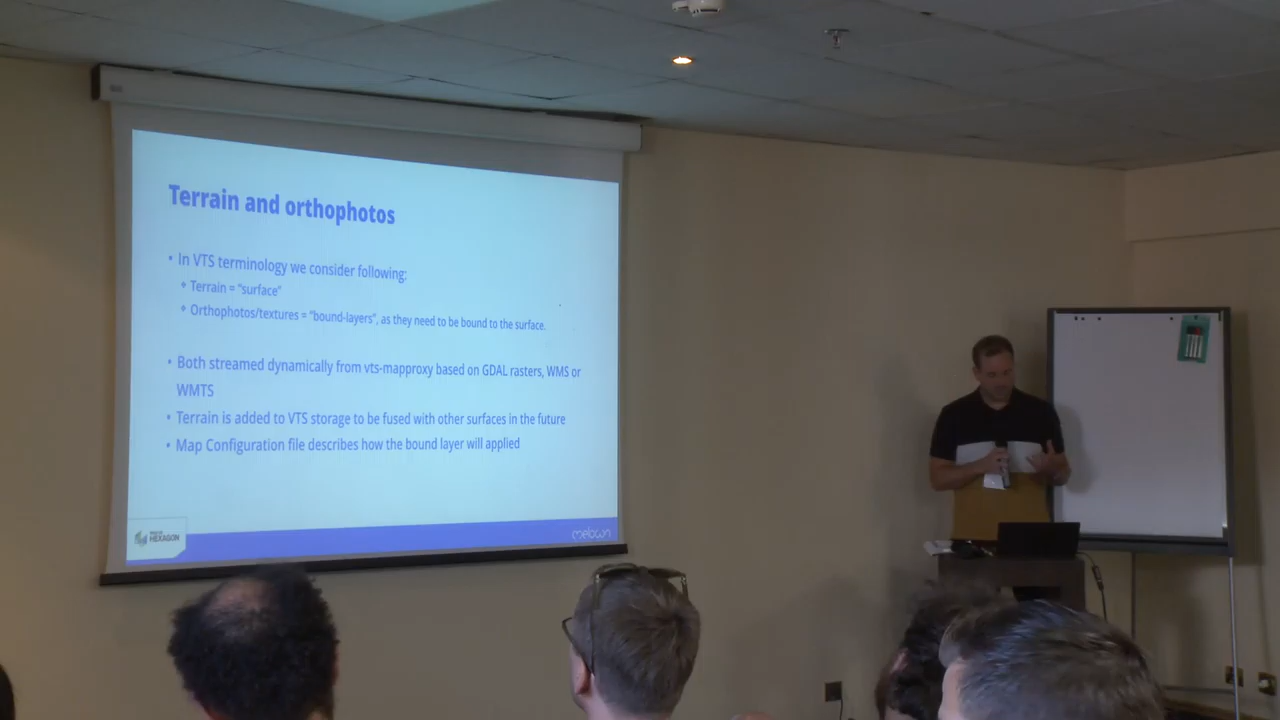 Terrain and orthophotos
• In VTS terminology we consider following:
Terrain = "surface"
Orthophotos/textures = "bound-layers", as they need to be bound to the surface.
• Both streamed dynamically from vts-mapproxy based on GDAL rasters, WMS or
WMTS
• Terrain is added to VTS storage to be fused with other surfaces in the future
• Map Configuration file describes how the bound layer will applied
HEXAGON
melown